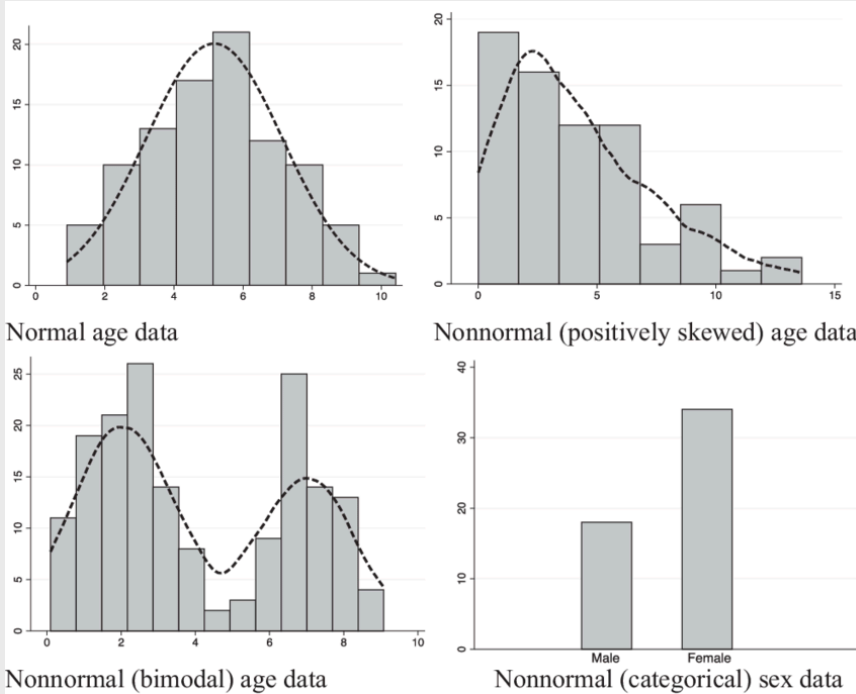 20
15
10
5
0
0 2 4 6 8 10
Normal age data
20
15
10
5
0
0 5 10 15
Nonnormal (positively skewed) age data
25
20
15
10
5
0
0 2 4 6 8 10
Nonnormal (bimodal) age data
40
30
20
10
0
Male Female
Nonnormal (categorical) sex data